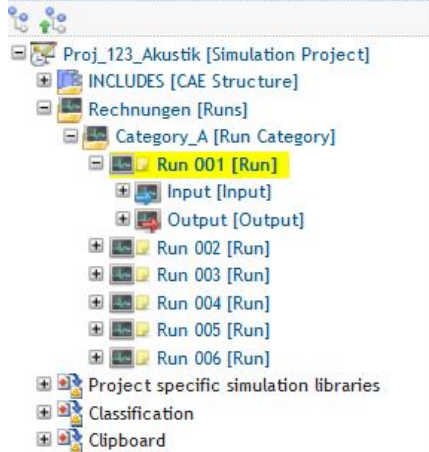 Proj_123_Akustik [Simulation Project]
INCLUDES [CAE Structure]
Rechnungen [Runs]
Category_A [Run Category]
Run 001 [Run]
Input [Input]
Output [Output]
Run 002 [Run]
Run 003 [Run]
Run 004 [Run]
Run 005 [Run]
Run 006 [Run]
Project specific simulation libraries
Classification
Clipboard